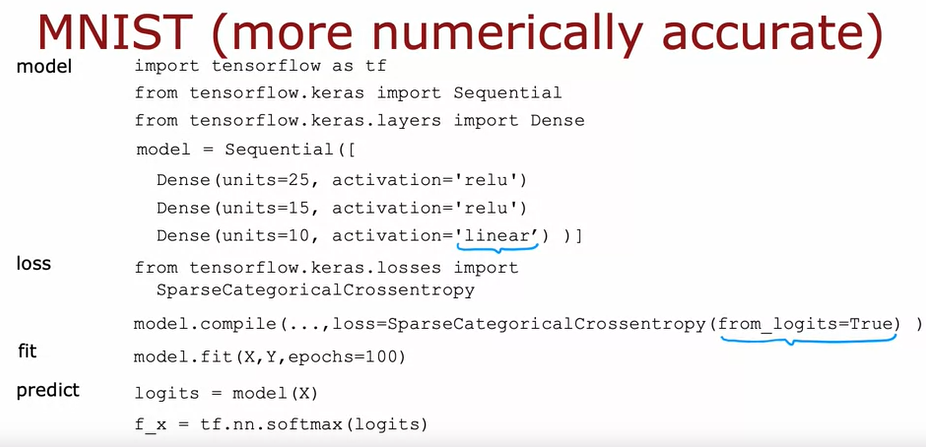 MNIST (more numerically accurate)
model
import tensorflow as tf
from tensorflow.keras import Sequential
from tensorflow.keras.layers import Dense
model = Sequential([
Dense(units=25, activation='relu')
Dense(units=15, activation='relu')
Dense(units=10, activation='linear’) )]
loss
from tensorflow.keras.losses import
SparseCategoricalCrossentropy
model.compile(...,loss=SparseCategoricalCrossentropy(from_logits=True) )
fit
model.fit(X,Y,epochs=100)
predict
logits = model(X)
f_x = tf.nn.softmax(logits)